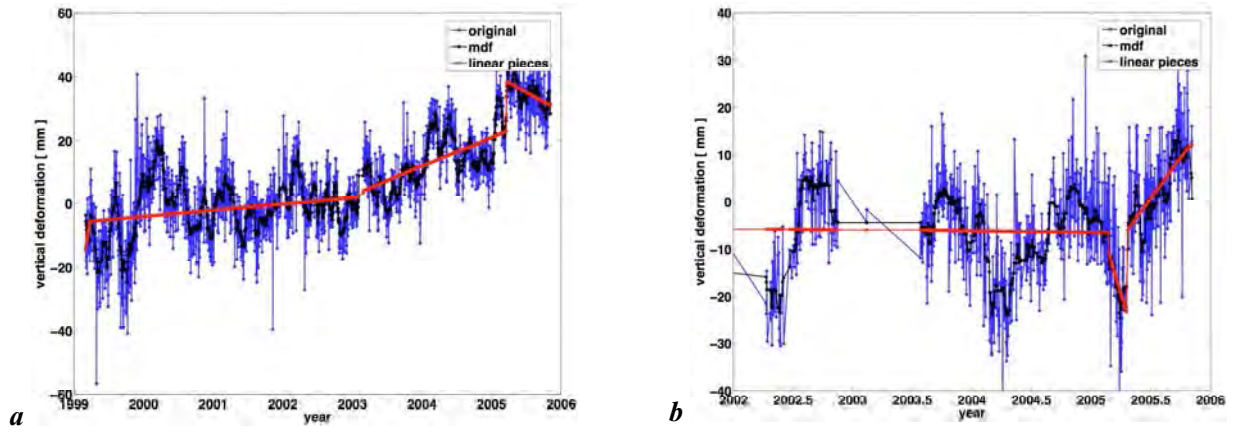 60
40
20
0
−20
−40
−60
vertical deformation [ mm ]
1999 2000 2001 2002 2003 2004 2005 2006
year
original
mdf
linear pieces
a
40
30
20
10
0
−10
−20
−30
−40
vertical deformation [ mm ]
2002 2002.5 2003 2003.5 2004 2004.5 2005 2005.5 2006
year
original
mdf
linear pieces
b